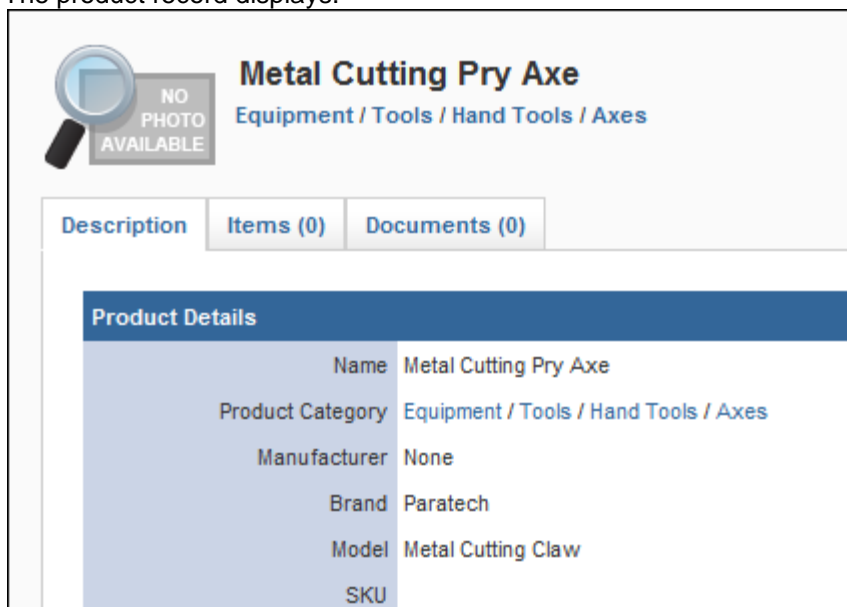 The product record displays.
NO
PHOTO
AVAILABLE
Metal Cutting Pry Axe
Equipment / Tools / Hand Tools / Axes
Description Items (0) Documents (0)
Product Details
Name Metal Cutting Pry Axe
Product Category Equipment / Tools / Hand Tools / Axes
Manufacturer None
Brand Paratech
Model Metal Cutting Claw
SKU